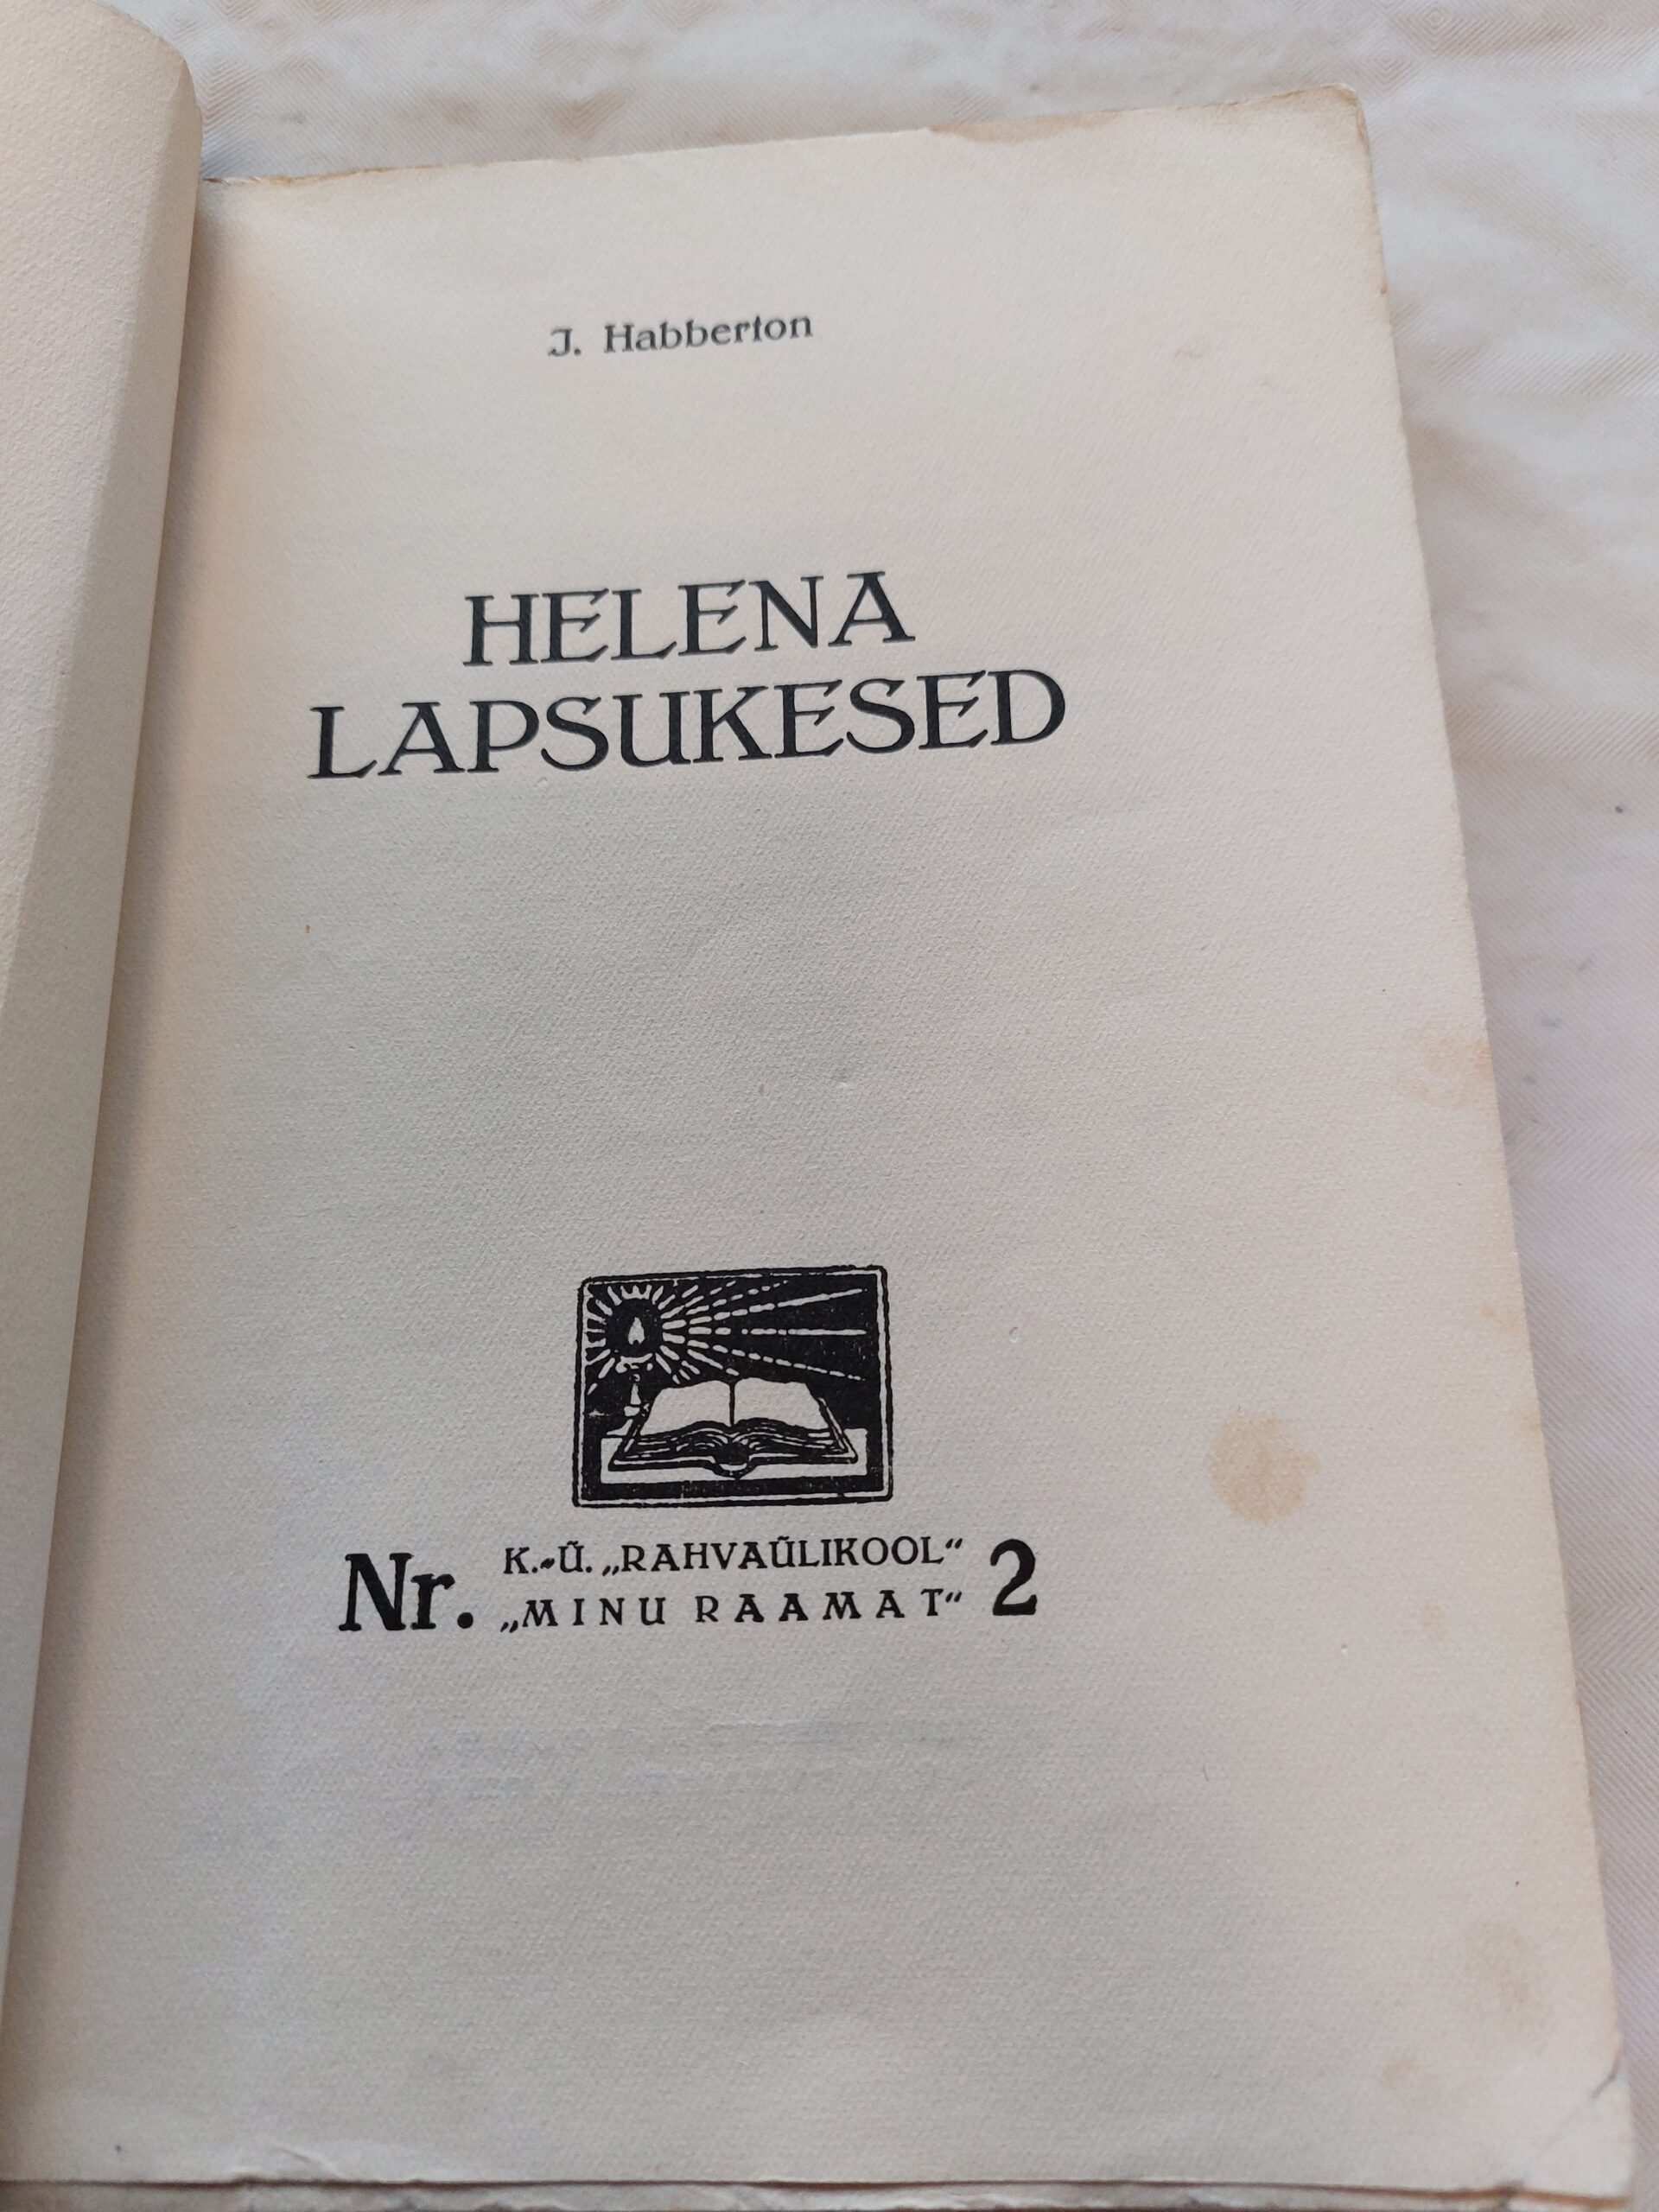 J. Habberton
HELENA
LAPSUKESED
Nr. K.-Ü. „RAHVAÜLIKOOL“ 2
„MINU RAAMAT“